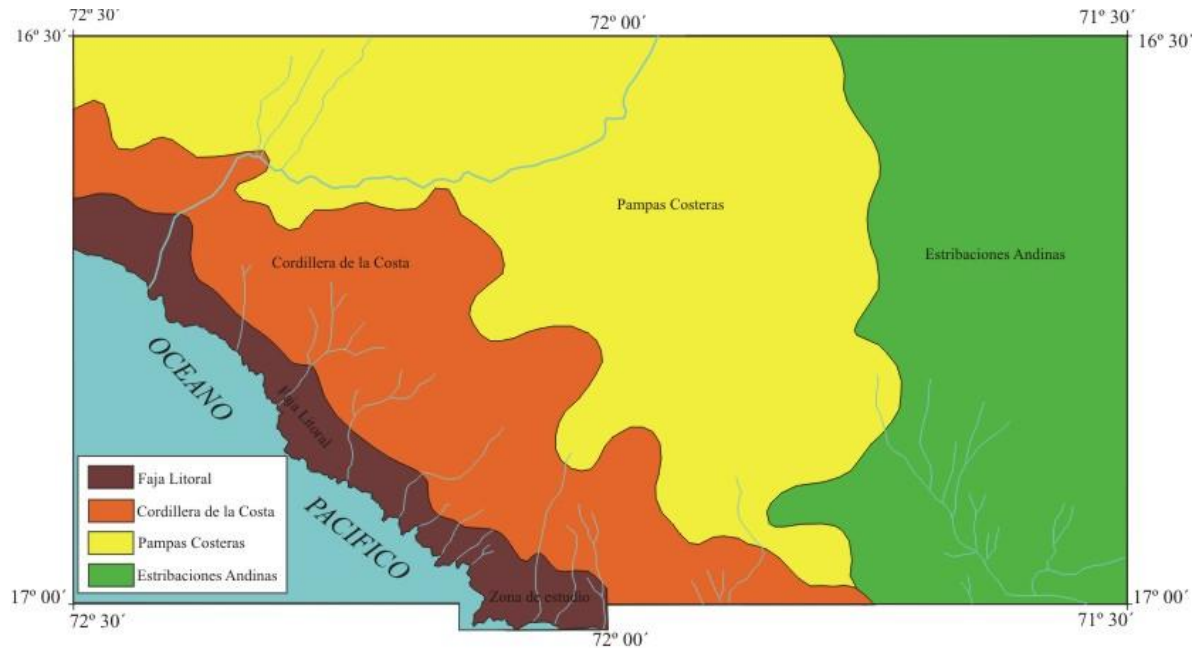 72º 30´
72º 00´
71º 30´
16º 30´
16º 30´
Pampas Costeras
Estribaciones Andinas
Cordillera de la Costa
OCEANO
Faja Litoral
PACIFICO
Faja Litoral
Cordillera de la Costa
Pampas Costeras
Estribaciones Andinas
Zona de estudio
17º 00´
17º 00´
72º 30´
72º 00´
71º 30´